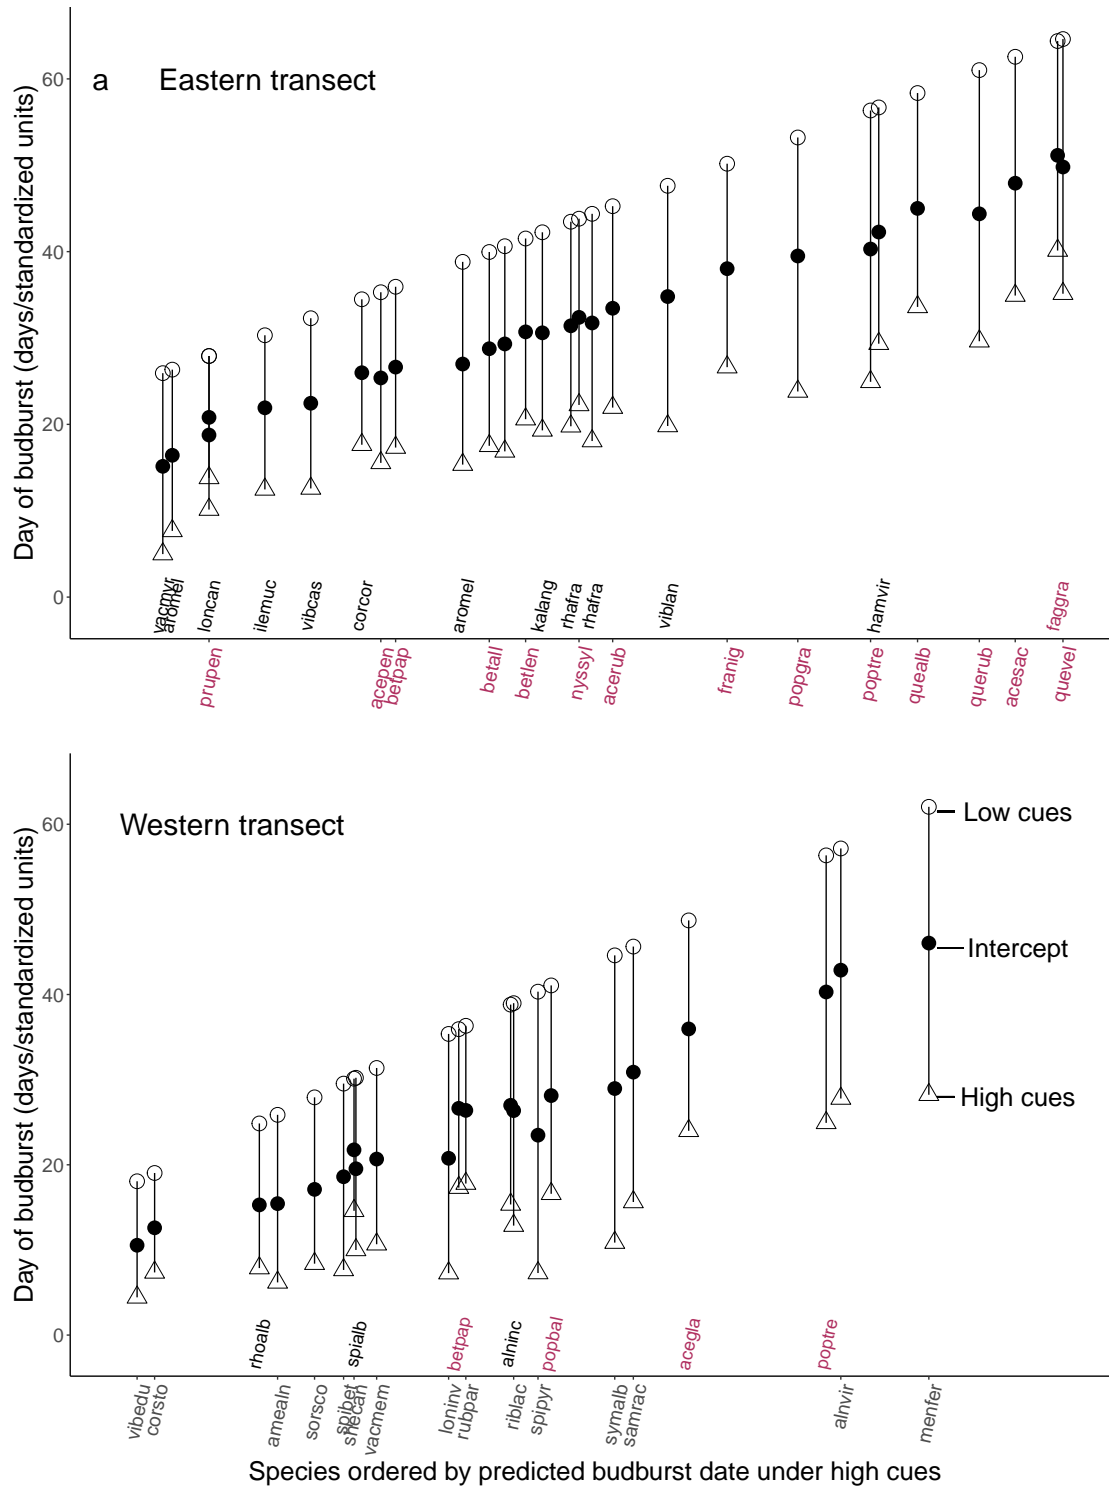 a Eastern transect
Day of budburst (days/standardized units)
60
40
20
0
vacmyr
aromel
loncan
ilemuc
vibcas
corcor
aromel
kalang
rhafra
rhafra
viblan
hamvir
faggra
prupen
acepen
betpap
betall
betlen
nyssyl
acerub
franig
popgra
poptre
quealb
querub
acesac
quevel
Western transect
Day of budburst (days/standardized units)
60
40
20
0
Low cues
Intercept
High cues
rhoalb
spialb
betpap
alninc
popbal
acegla
poptre
vibedu
corsto
amealn
sorsco
spibet
shecan
vacmem
loninv
rubpar
riblac
spipyr
symalb
samrac
alnvir
menfer
Species ordered by predicted budburst date under high cues